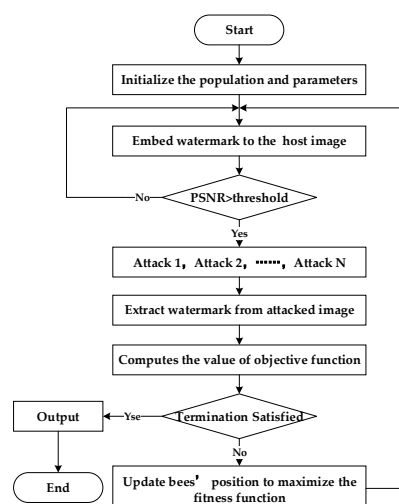 Start
Initialize the population and parameters
Embed watermark to the host image
PSNR>threshold
No
Yes
Attack 1, Attack 2, ······, Attack N
Extract watermark from attacked image
Computes the value of objective function
Termination Satisfied
Yse
Output
No
End
Update bees' position to maximize the
fitness function